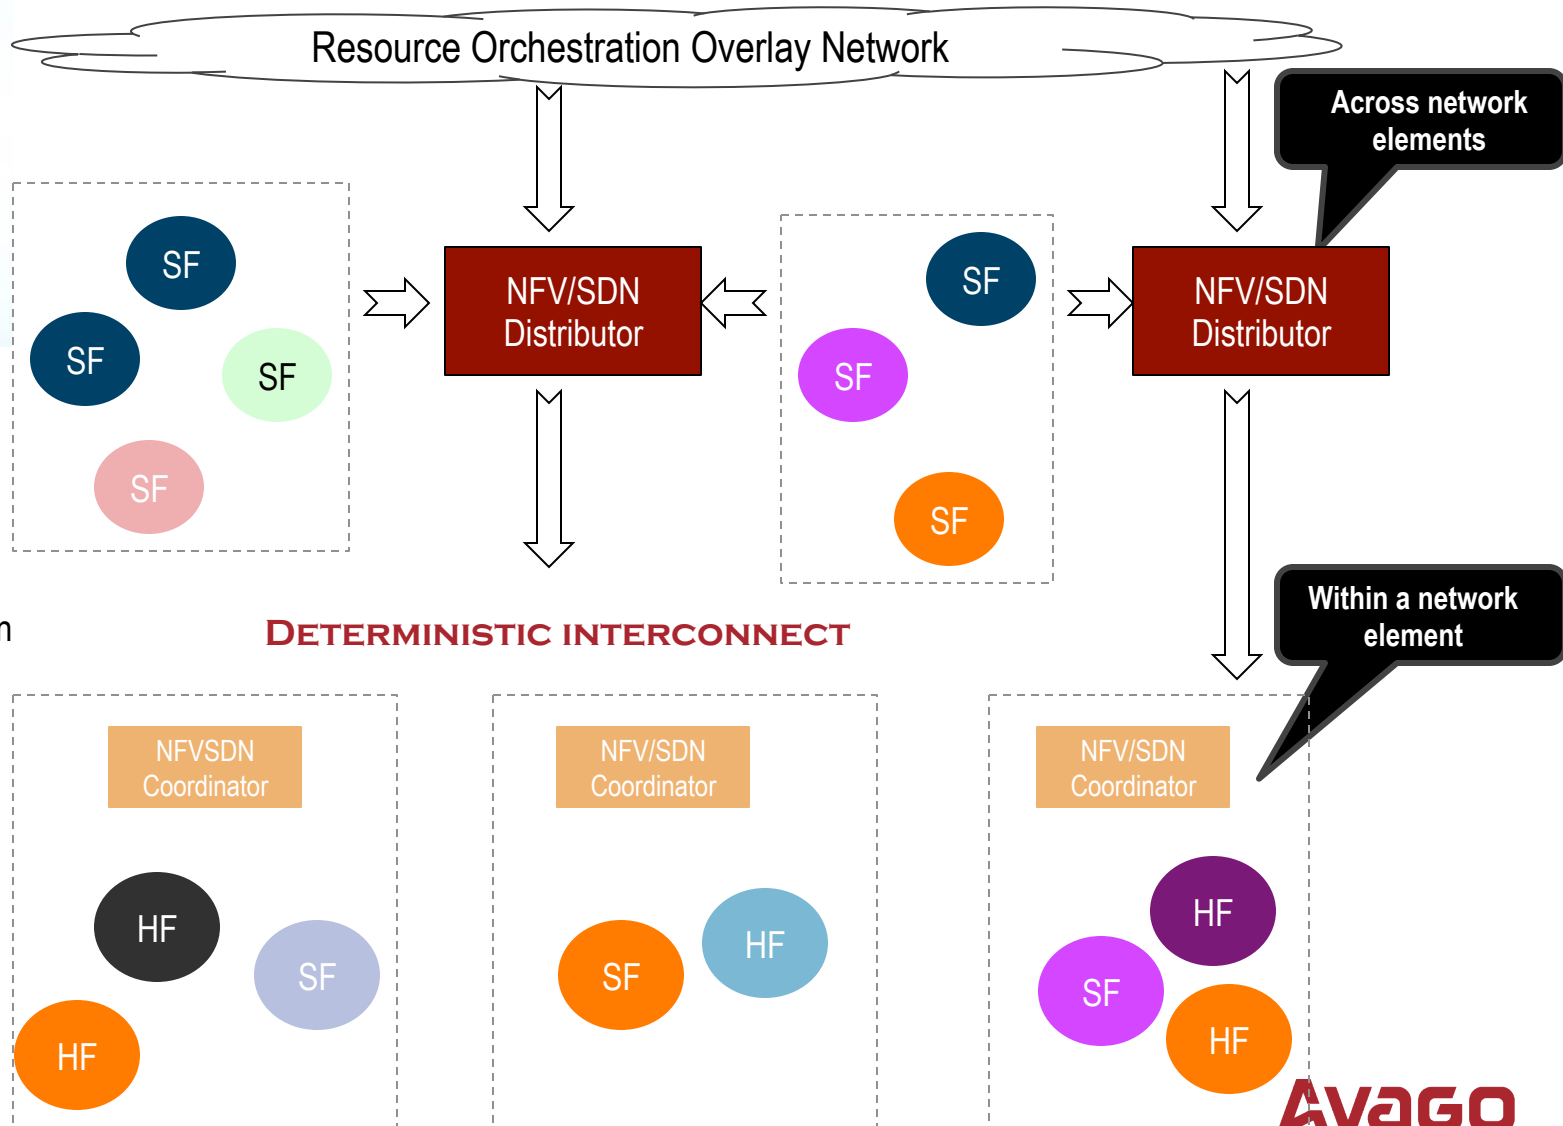 Resource Orchestration Overlay Network
Across network
elements
SF
SF
SF
SF
NFV/SDN
Distributor
SF
SF
SF
NFV/SDN
Distributor
DETERMINISTIC INTERCONNECT
Within a network
element
NFVSDN
Coordinator
HF
SF
HF
NFV/SDN
Coordinator
SF
HF
NFV/SDN
Coordinator
HF
SF
HF
AVAGO